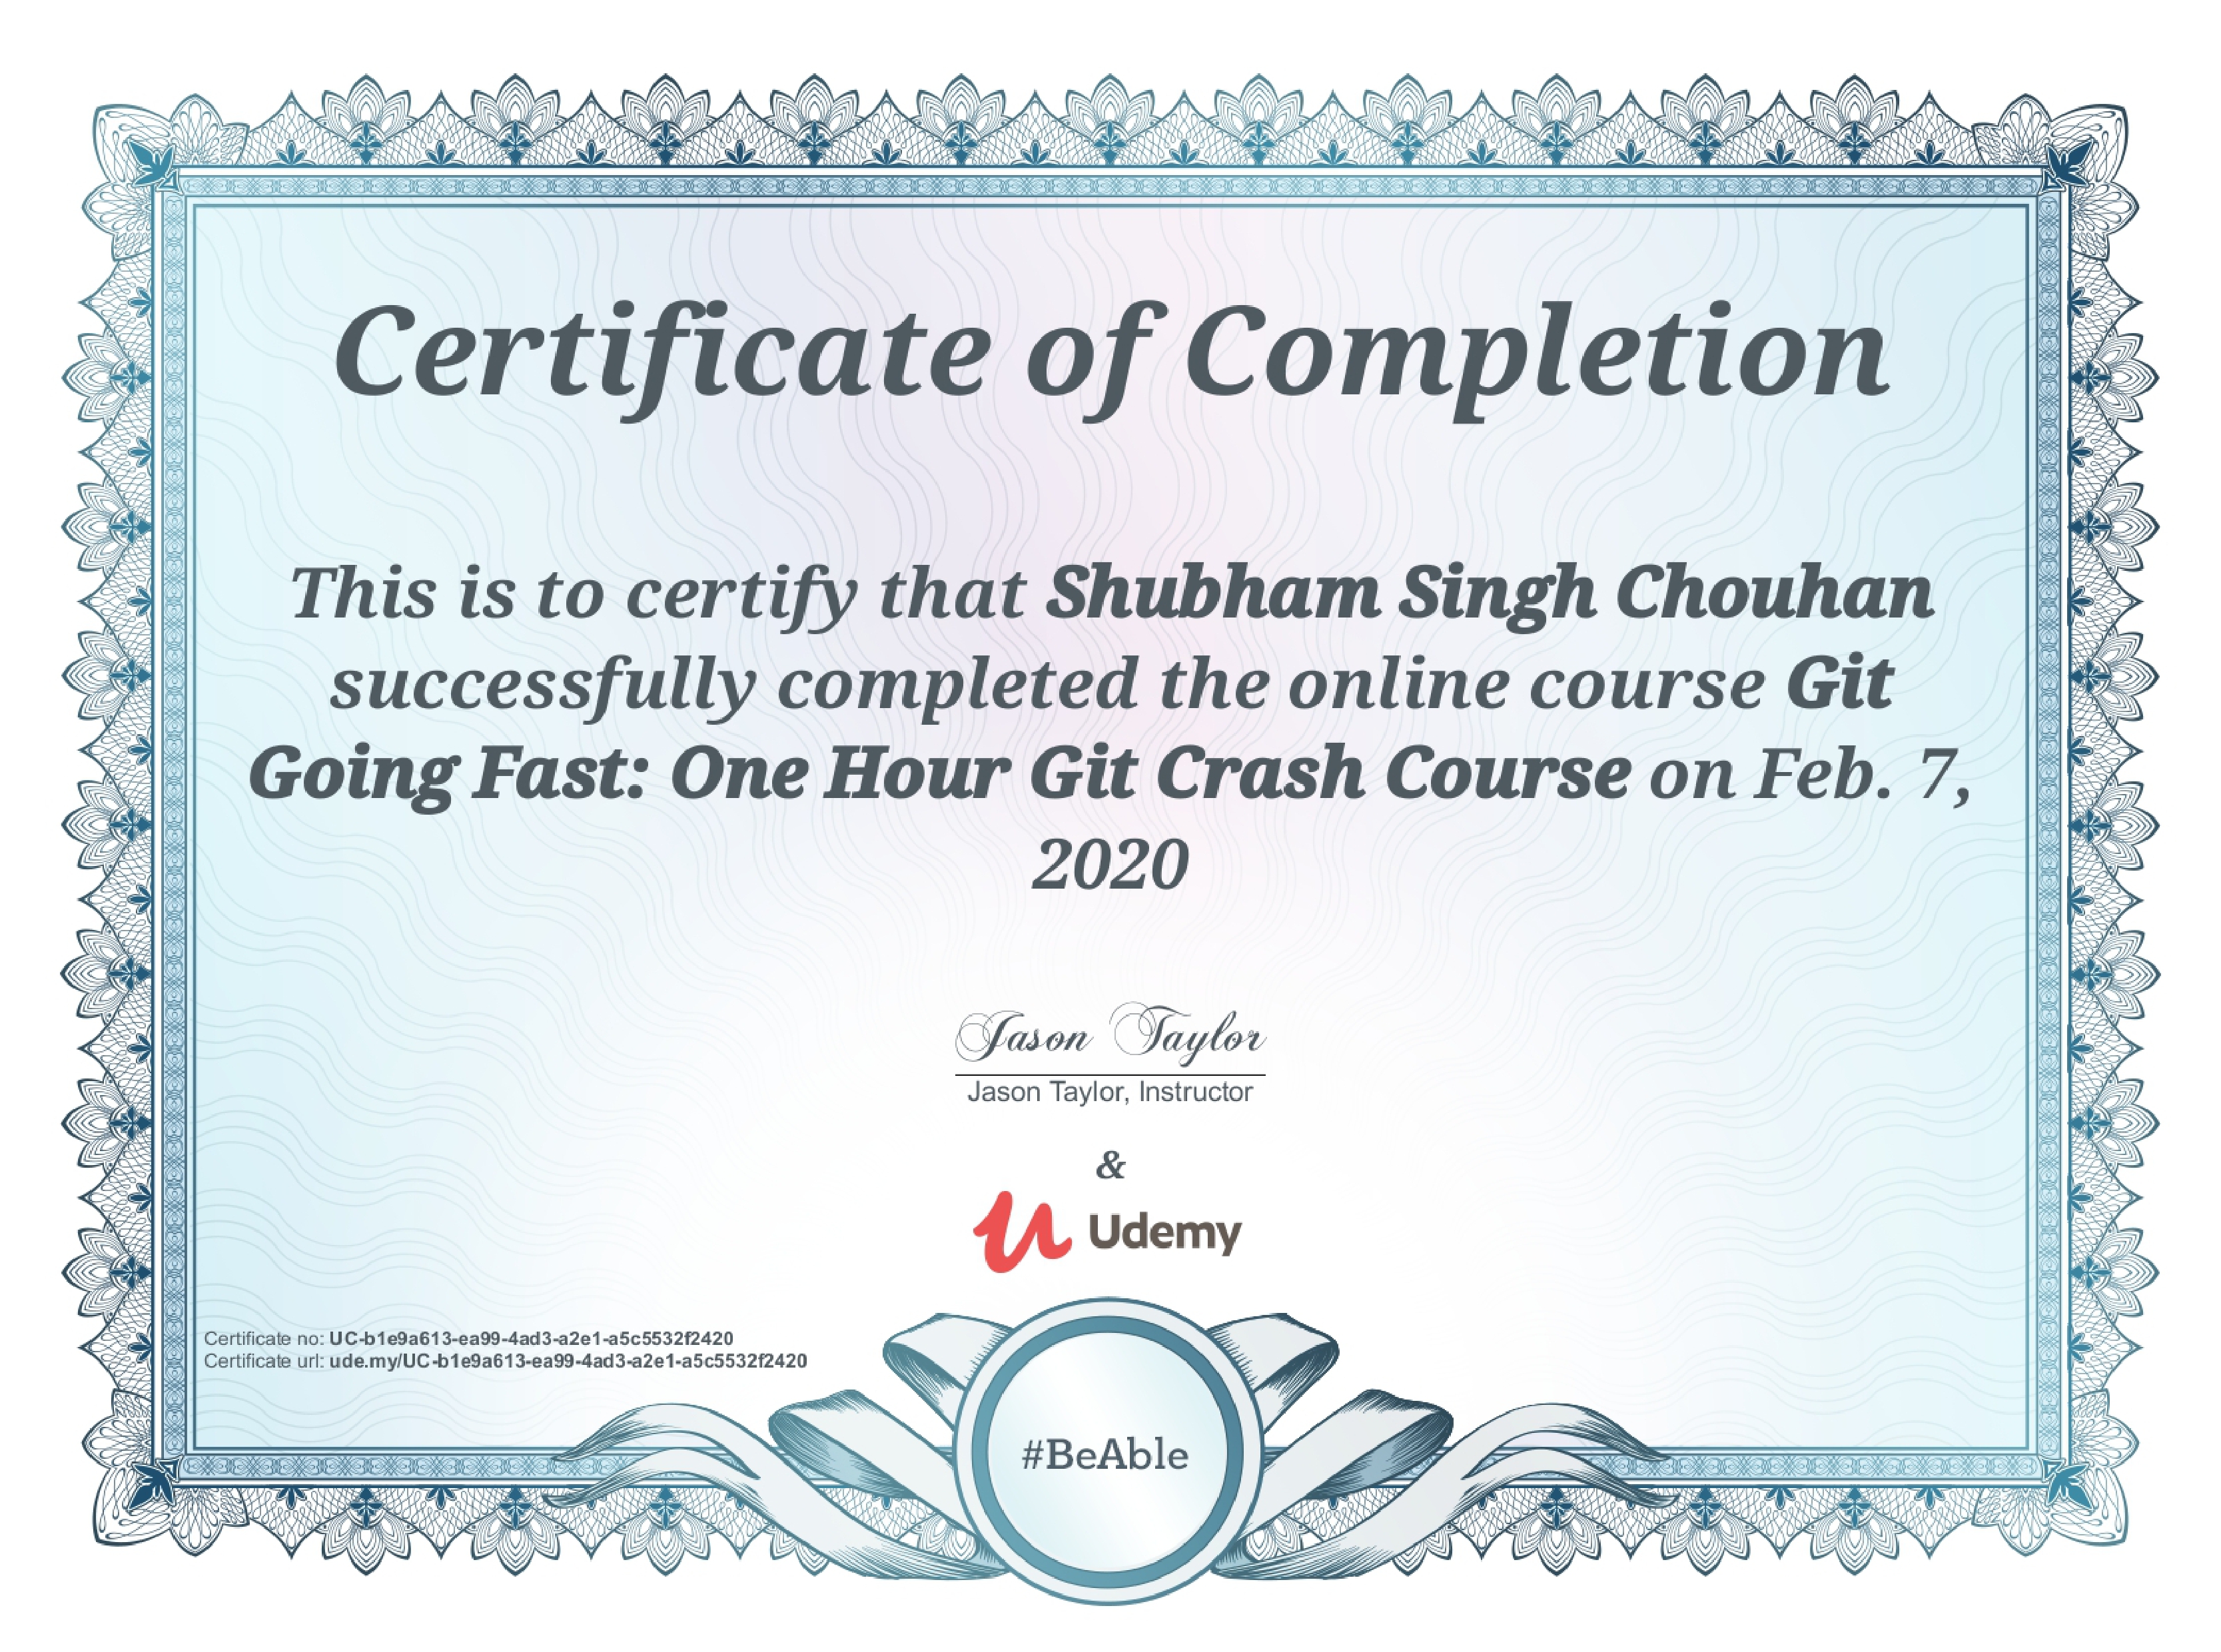 Certificate of Completion
This is to certify that Shubham Singh Chouhan
successfully completed the online course Git
Going Fast: One Hour Git Crash Course on Feb. 7,
2020
Jason Taylor
Jason Taylor, Instructor
&
Udemy
Certificate no: UC-b1e9a613-ea99-4ad3-a2e1-a5c5532f2420
Certificate url: ude.my/UC-b1e9a613-ea99-4ad3-a2e1-a5c5532f2420
#BeAble